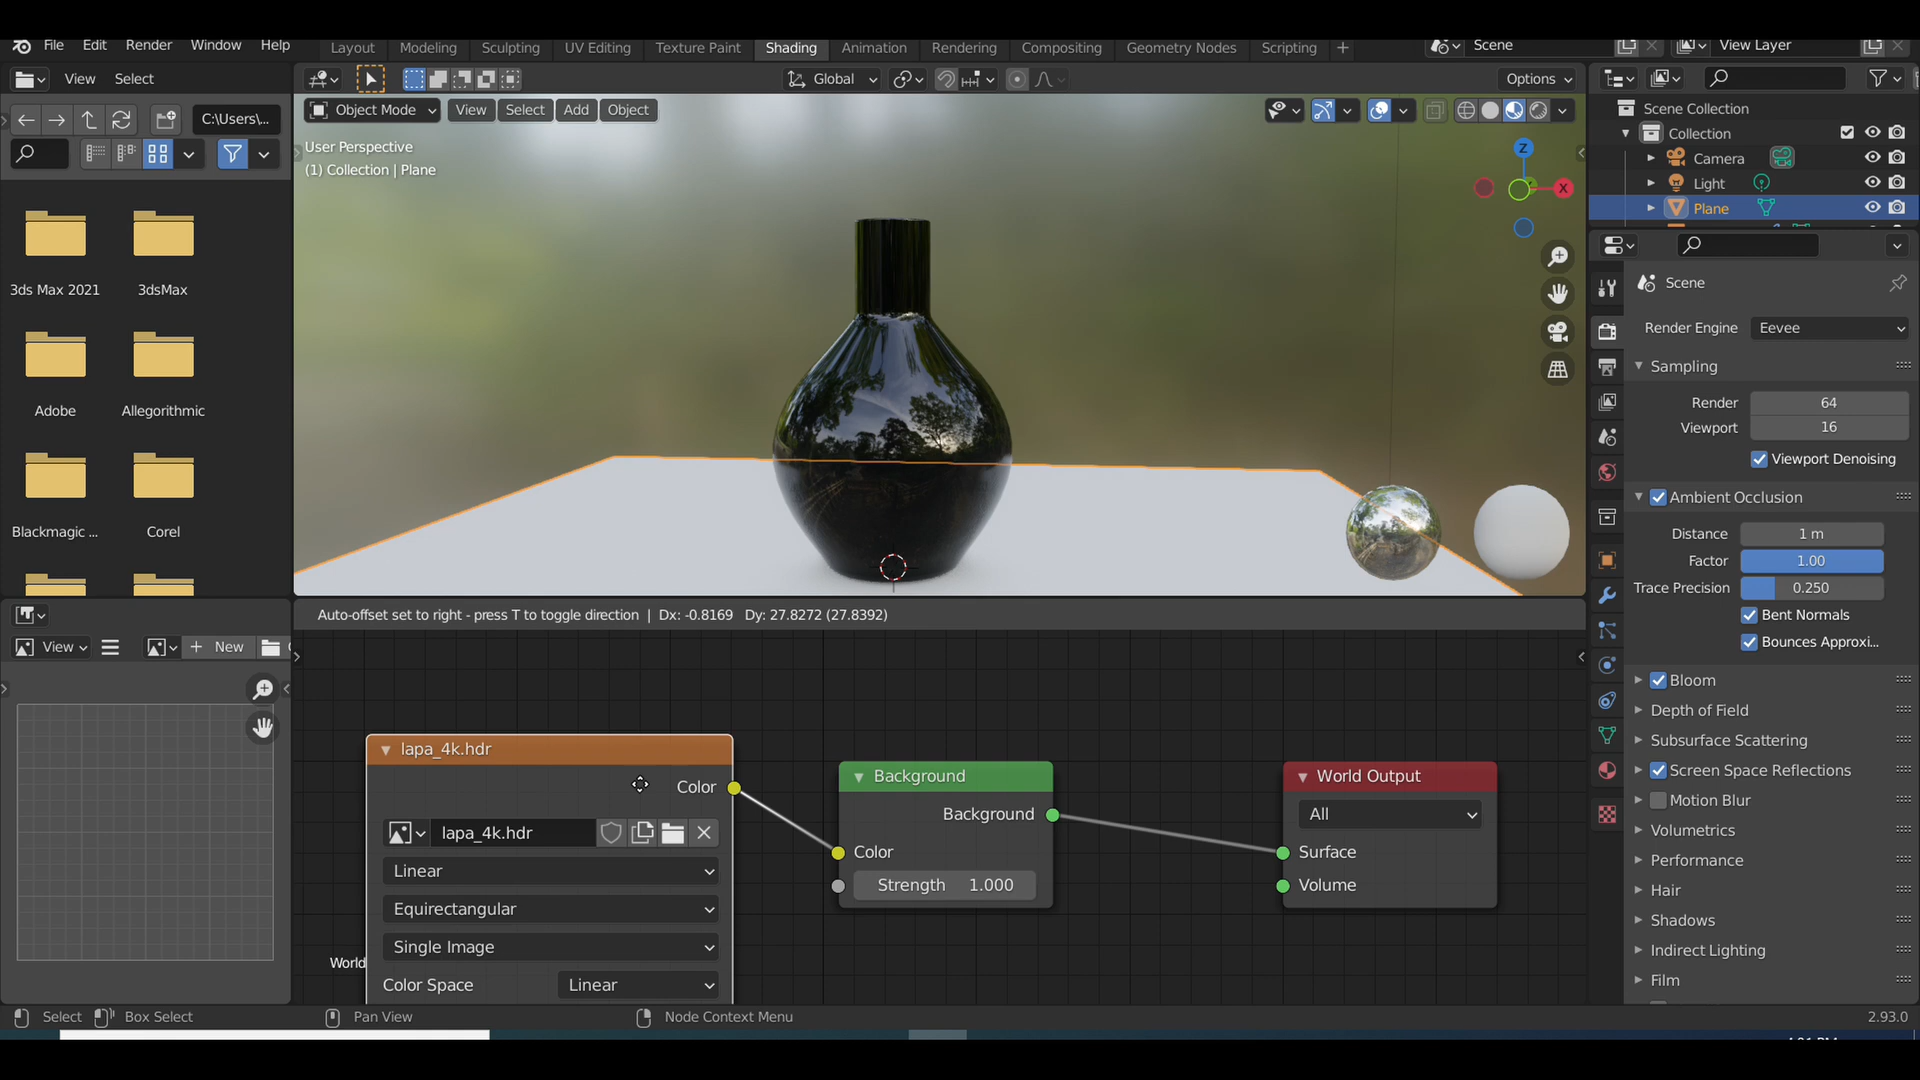 File Edit Render Window Help
Layout Modeling Sculpting UV Editing Texture Paint Shading Animation Rendering Compositing Geometry Nodes Scripting +
Scene
View Layer
View Select
Global
Options
C:\Users\...
Object Mode View Select Add Object
User Perspective
(1) Collection | Plane
Z
X
3ds Max 2021
3dsMax
Adobe
Allegorithmic
Blackmagic ...
Corel
Scene Collection
Collection
Camera
Light
Plane
Scene
Render Engine Eevee
Sampling
Render 64
Viewport 16
Viewport Denoising
Ambient Occlusion
Distance 1 m
Factor 1.00
Trace Precision 0.250
Bent Normals
Bounces Approxi...
Bloom
Depth of Field
Subsurface Scattering
Screen Space Reflections
Motion Blur
Volumetrics
Performance
Hair
Shadows
Indirect Lighting
Film
Auto-offset set to right - press T to toggle direction | Dx: -0.8169 Dy: 27.8272 (27.8392)
View
+ New
lapa_4k.hdr
Color
lapa_4k.hdr
Linear
Equirectangular
Single Image
Color Space Linear
World
Background
Background
Color
Strength 1.000
World Output
All
Surface
Volume
Select Box Select Pan View Node Context Menu 2.93.0